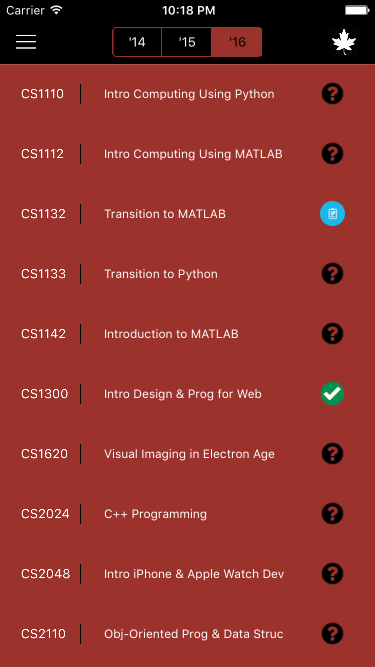 Carrier 10:18 PM
'14 '15 '16
CS1110 Intro Computing Using Python
CS1112 Intro Computing Using MATLAB
CS1132 Transition to MATLAB
CS1133 Transition to Python
CS1142 Introduction to MATLAB
CS1300 Intro Design & Prog for Web
CS1620 Visual Imaging in Electron Age
CS2024 C++ Programming
CS2048 Intro iPhone & Apple Watch Dev
CS2110 Obj-Oriented Prog & Data Struc